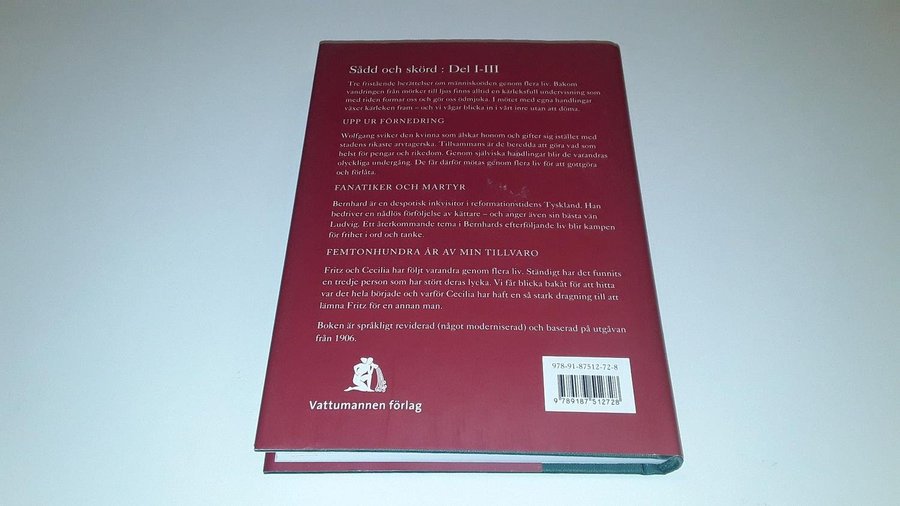 Sådd och skörd : Del I-III
Tre fristående berättelser om människoöden genom flera liv. Bakom
vandringen från mörker till ljus finns alltid en kärleksfull undervisning som
med tiden formar oss och gör oss ödmjuka. I mötet med egna handlingar
växer kärleken fram – och vi vågar blicka in i vårt inre utan att döma.
UPP UR FÖRNEDRING
Wolfgang sviker den kvinna som älskar honom och gifter sig istället med
stadens rikaste arvtagerska. Tillsammans är de beredda att göra vad som
helst för pengar och rikedom. Genom själviska handlingar blir de varandras
olyckliga undergång. De får därför mötas genom flera liv för att gottgöra
och förlåta.
FANATIKER OCH MARTYR
Bernhard är en despotisk inkvisitor i reformationstidens Tyskland. Han
bedriver en nådlös förföljelse av kättare – och anger även sin bästa vän
Ludvig. Ett återkommande tema i Bernhards efterföljande liv blir kampen
för frihet i ord och tanke.
FEMTONHUNDRA ÅR AV MIN TILLVARO
Fritz och Cecilia har följt varandra genom flera liv. Ständigt har det funnits
en tredje person som har stört deras lycka. Vi får blicka bakåt för att hitta
var det hela började och varför Cecilia har haft en så stark dragning till att
lämna Fritz för en annan man.
Boken är språkligt reviderad (något moderniserad) och baserad på utgåvan
från 1906.
978-91-87512-72-8
9 789187 512728
Vattumannen förlag